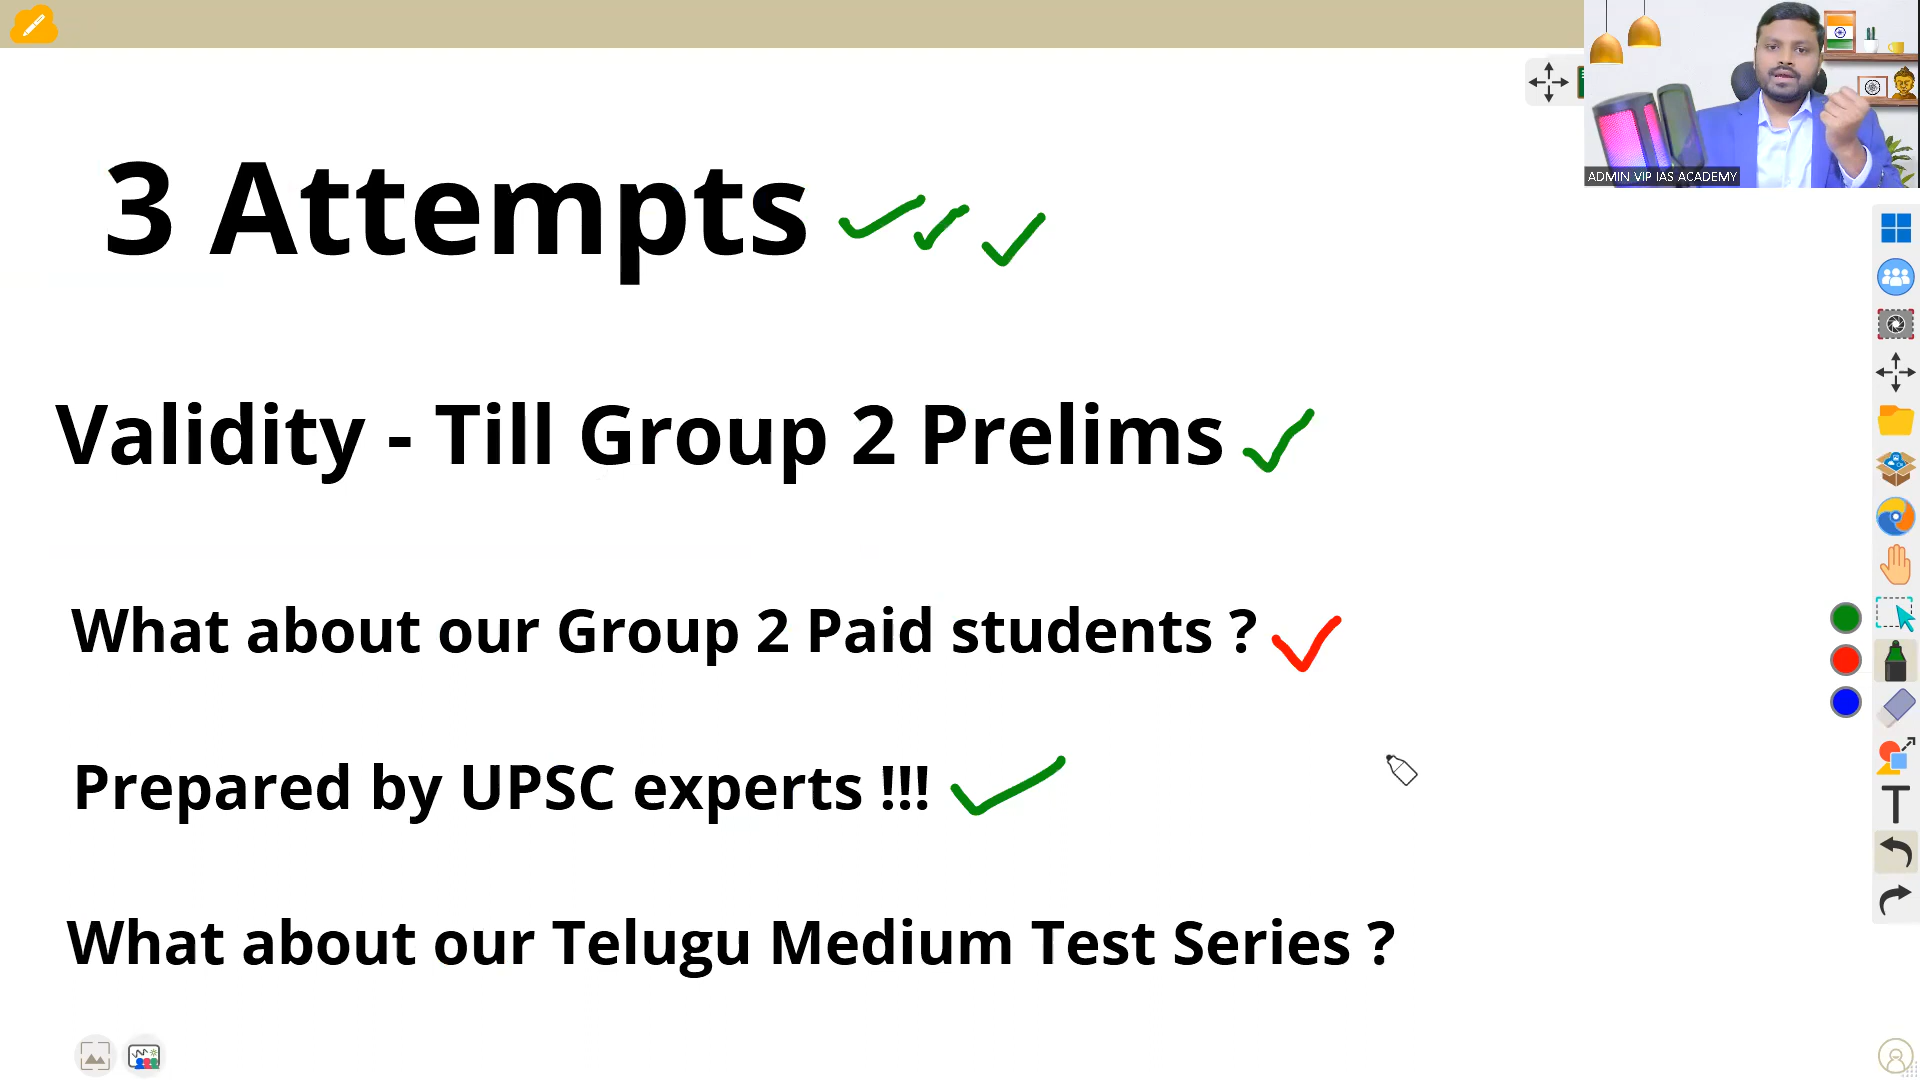 ADMIN VIP IAS ACADEMY
3 Attempts
Validity - Till Group 2 Prelims
What about our Group 2 Paid students ?
Prepared by UPSC experts !!!
What about our Telugu Medium Test Series ?